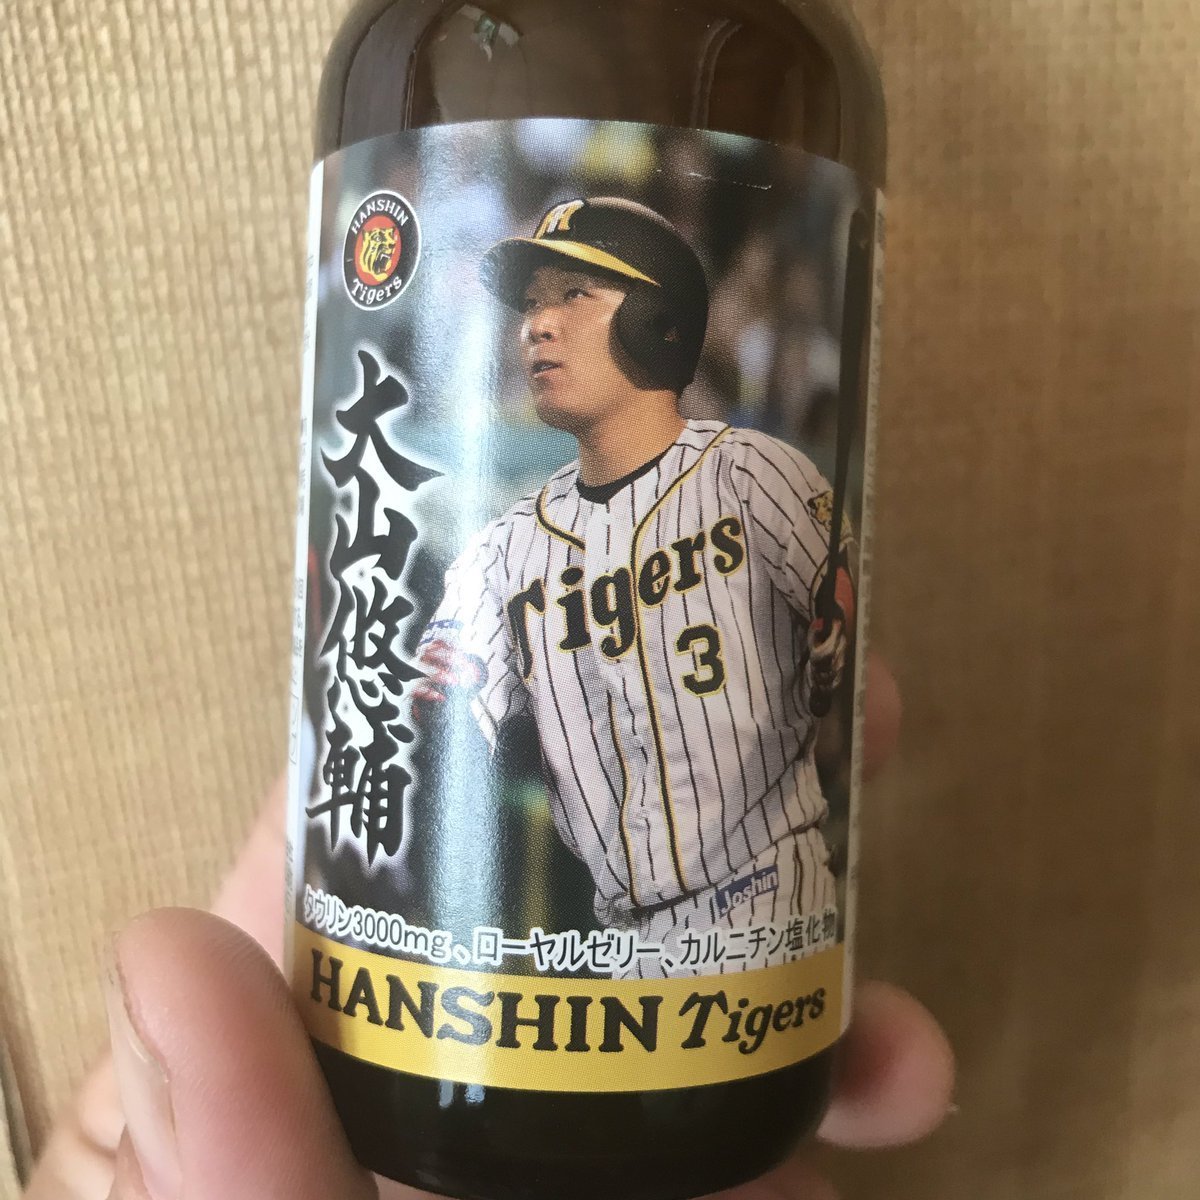 HANSHIN
Tigers
大山悠輔
Tigers
3
Joshin
タウリン3000mg、ローヤルゼリー、カルニチン塩化物
HANSHIN Tigers